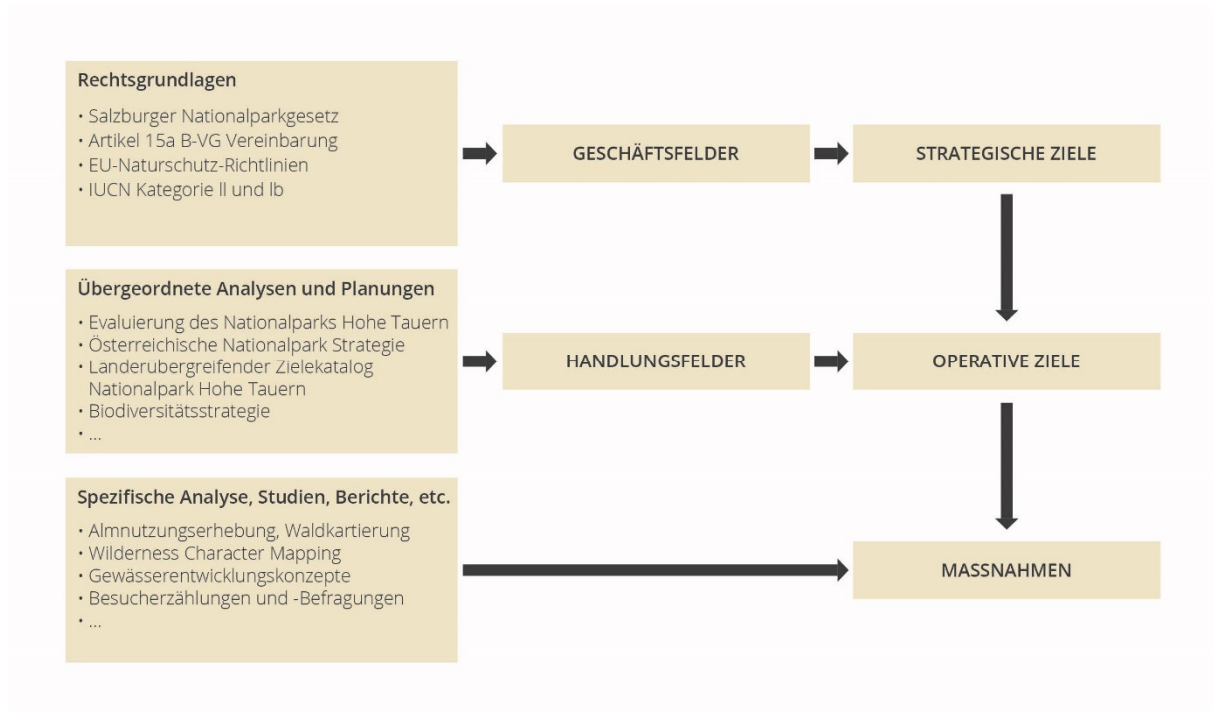 Rechtsgrundlagen
• Salzburger Nationalparkgesetz
• Artikel 15a B-VG Vereinbarung
• EU-Naturschutz-Richtlinien
• IUCN Kategorie ll und lb
GESCHÄFTSFELDER
STRATEGISCHE ZIELE
Übergeordnete Analysen und Planungen
• Evaluierung des Nationalparks Hohe Tauern
• Österreichische Nationalpark Strategie
• Landerübergreifender Zielekatalog
Nationalpark Hohe Tauern
• Biodiversitätsstrategie
• ...
HANDLUNGSFELDER
OPERATIVE ZIELE
Spezifische Analyse, Studien, Berichte, etc.
• Almnutzungserhebung, Waldkartierung
• Wilderness Character Mapping
• Gewässerentwicklungskonzepte
• Besucherzählungen und -Befragungen
• ...
MASSNAHMEN